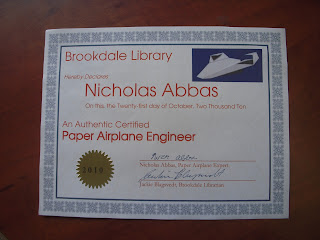 Brookdale Library
Hereby Declares:
Nicholas Abbas
On this, the Twenty-first day of October, Two Thousand Ten
An Authentic Certified
Paper Airplane Engineer
2010
Nicholas Abbas, Paper Airplane Expert
Jackie Blagsvedt, Brookdale Librarian